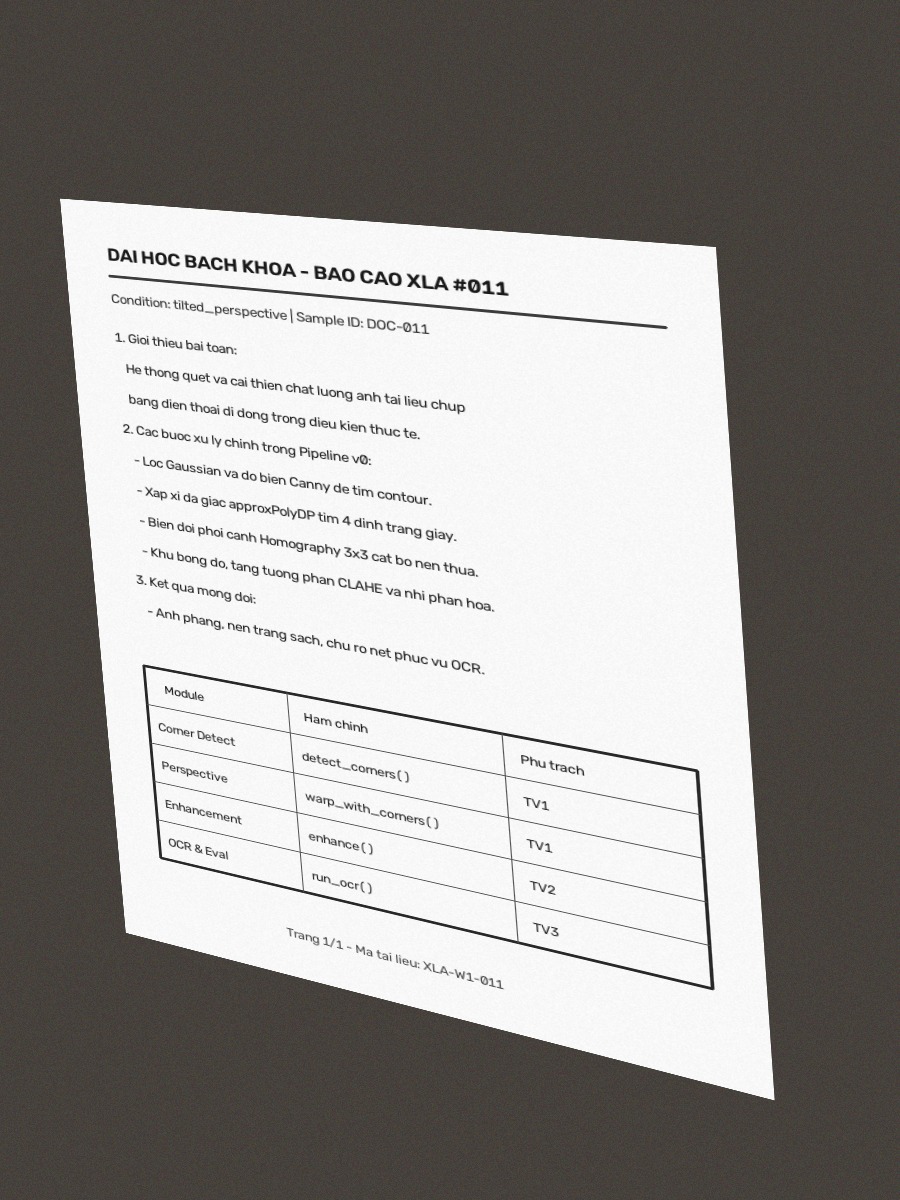 DAI HOC BACH KHOA - BAO CAO XLA #011
Condition: tilted_perspective | Sample ID: DOC-011
1. Gioi thieu bai toan:
He thong quet va cai thien chat luong anh tai lieu chup
bang dien thoai di dong trong dieu kien thuc te.
2. Cac buoc xu ly chinh trong Pipeline v0:
- Loc Gaussian va do bien Canny de tim contour.
- Xap xi da giac approxPolyDP tim 4 dinh trang giay.
- Bien doi phoi canh Homography 3x3 cat bo nen thua.
- Khu bong do, tang tuong phan CLAHE va nhi phan hoa.
3. Ket qua mong doi:
- Anh phang, nen trang sach, chu ro net phuc vu OCR.
Module Ham chinh Phu trach
Corner Detect detect_corners() TV1
Perspective warp_with_corners() TV1
Enhancement enhance() TV2
OCR & Eval run_ocr() TV3
Trang 1/1 - Ma tai lieu: XLA-W1-011